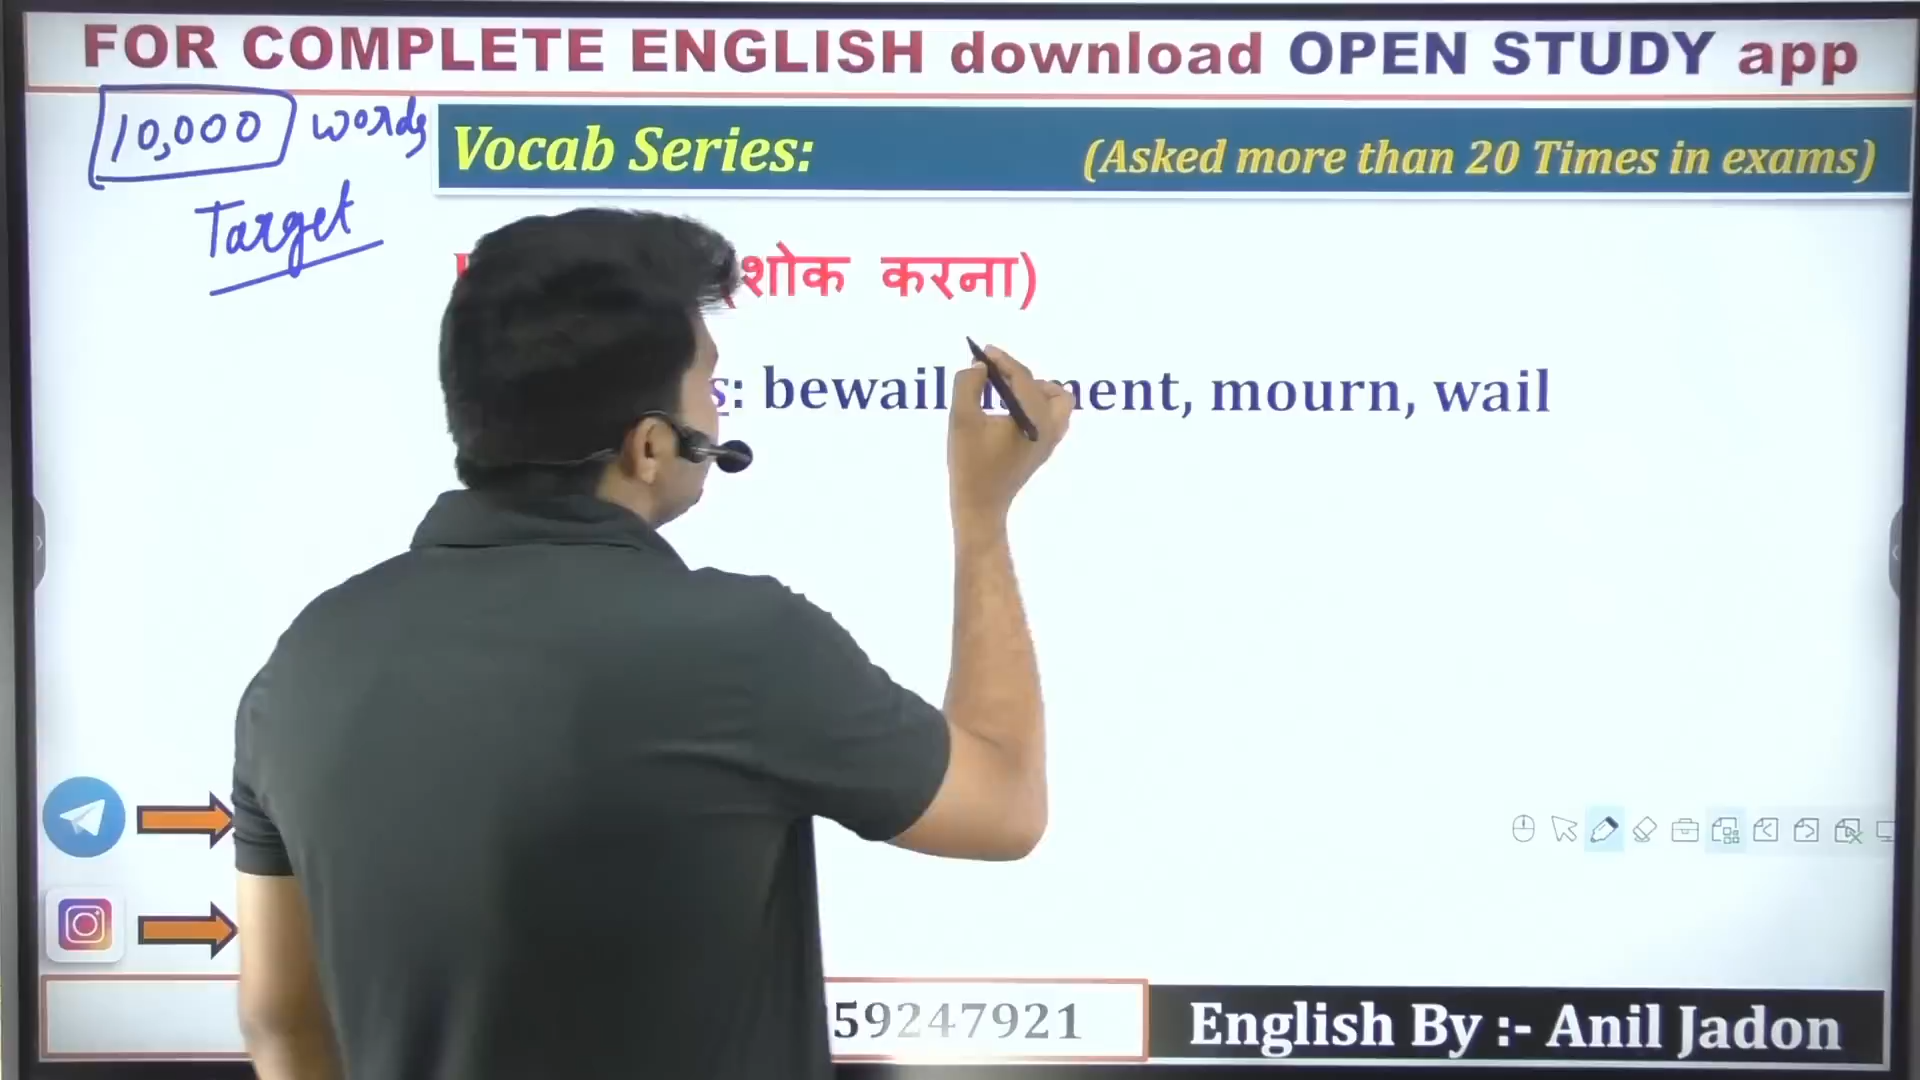 FOR COMPLETE ENGLISH download OPEN STUDY app
10,000 words
Target
Vocab Series:
(Asked more than 20 Times in exams)
(शोक करना)
: bewail, mourn, wail
59247921
English By :- Anil Jadon